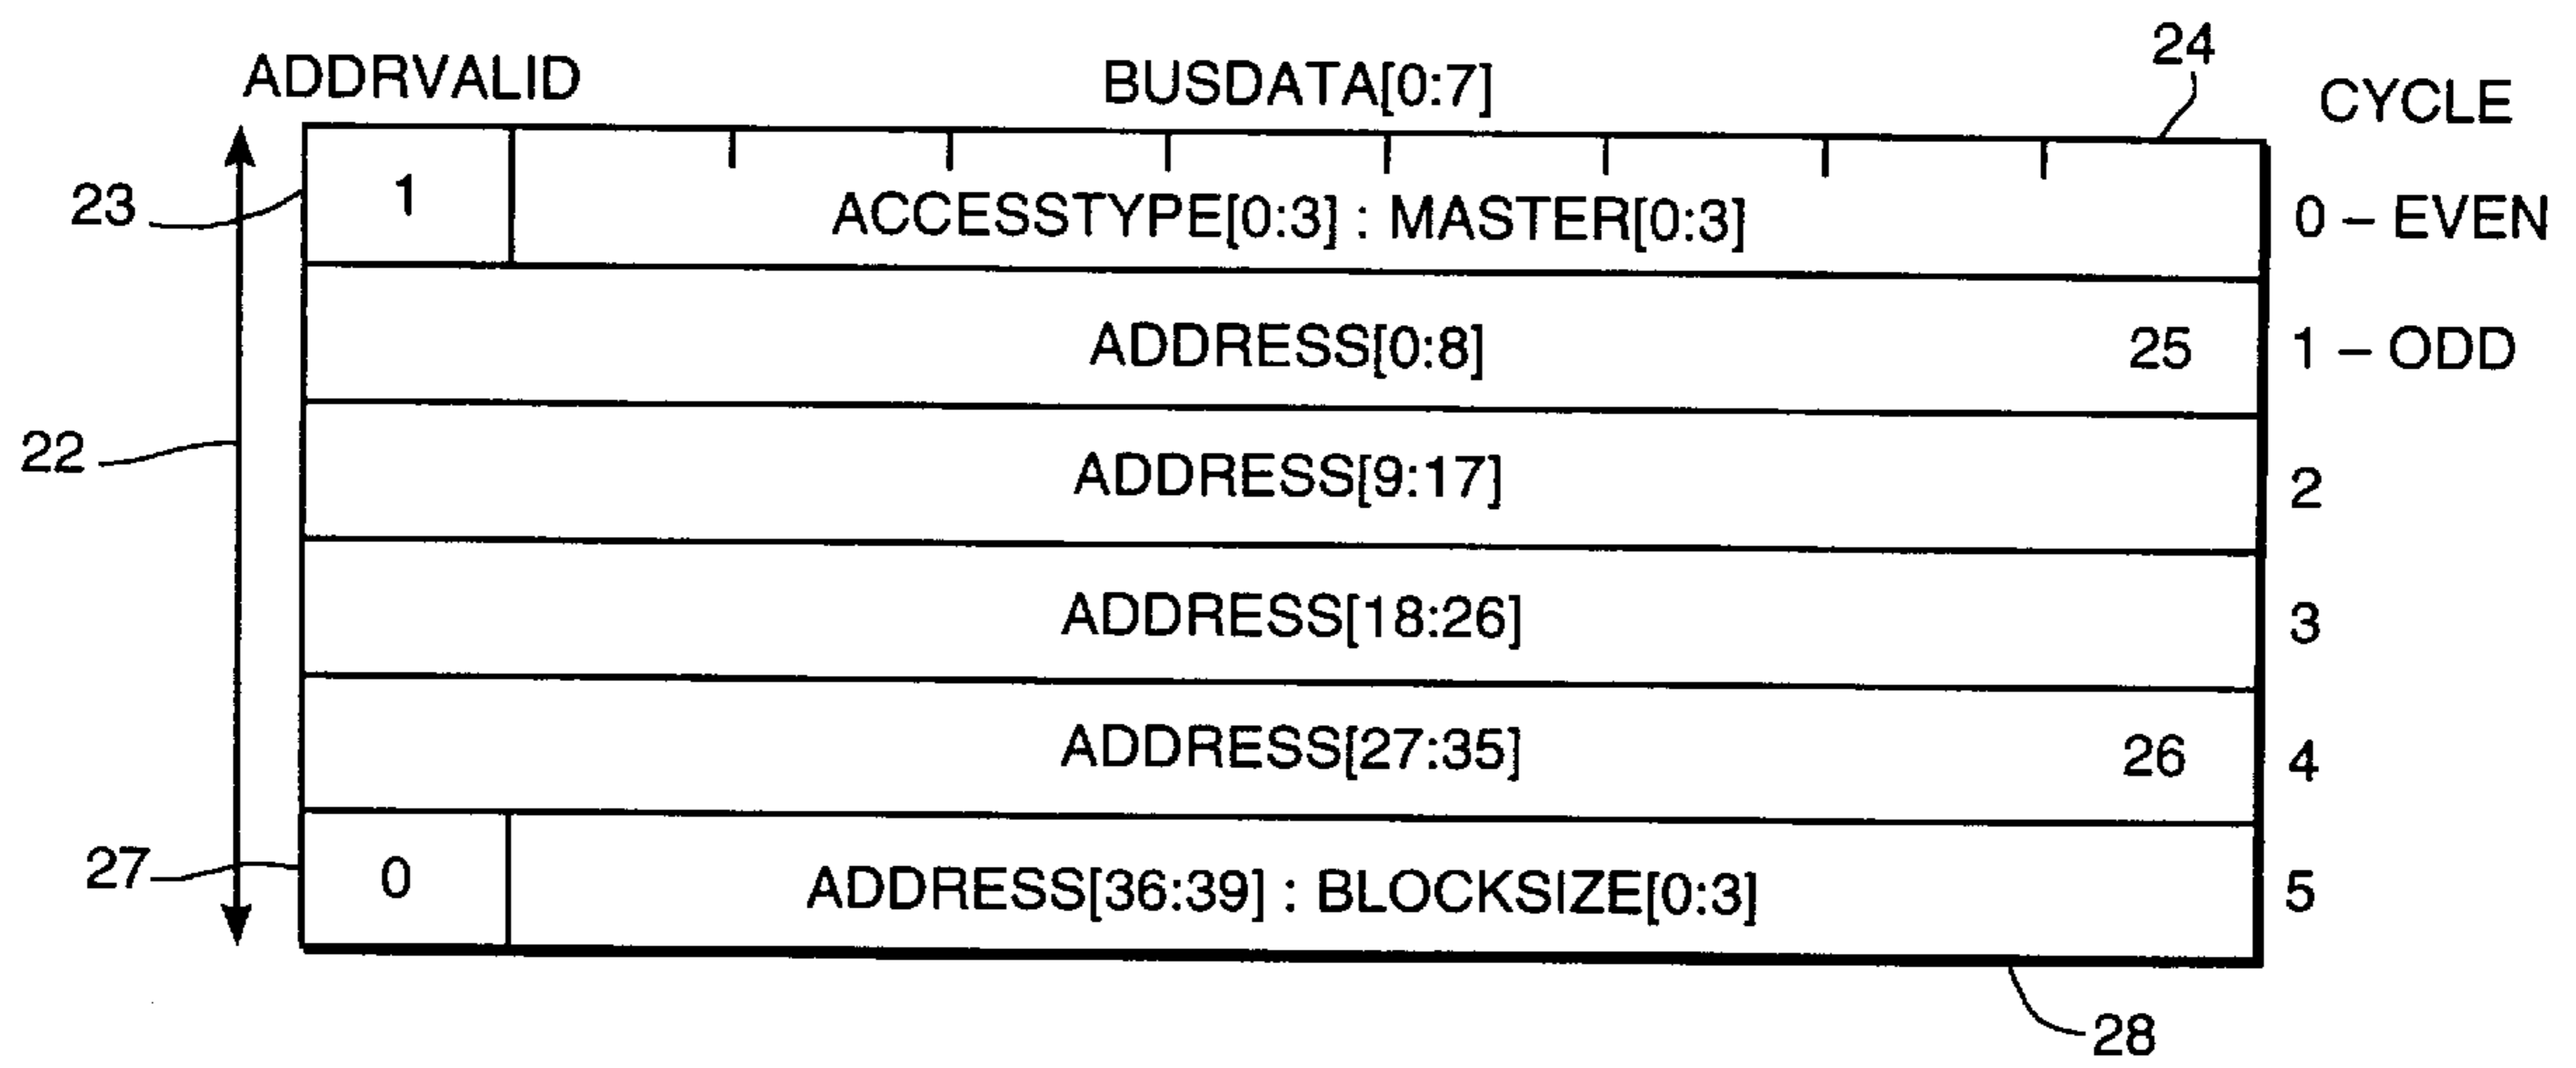 24
ADDRVALID BUSDATA[0:7] CYCLE
23 1 ACCESSTYPE[0:3] : MASTER[0:3] 0 – EVEN
ADDRESS[0:8] 25 1 – ODD
22 ADDRESS[9:17] 2
ADDRESS[18:26] 3
ADDRESS[27:35] 26 4
27 0 ADDRESS[36:39] : BLOCKSIZE[0:3] 5
28